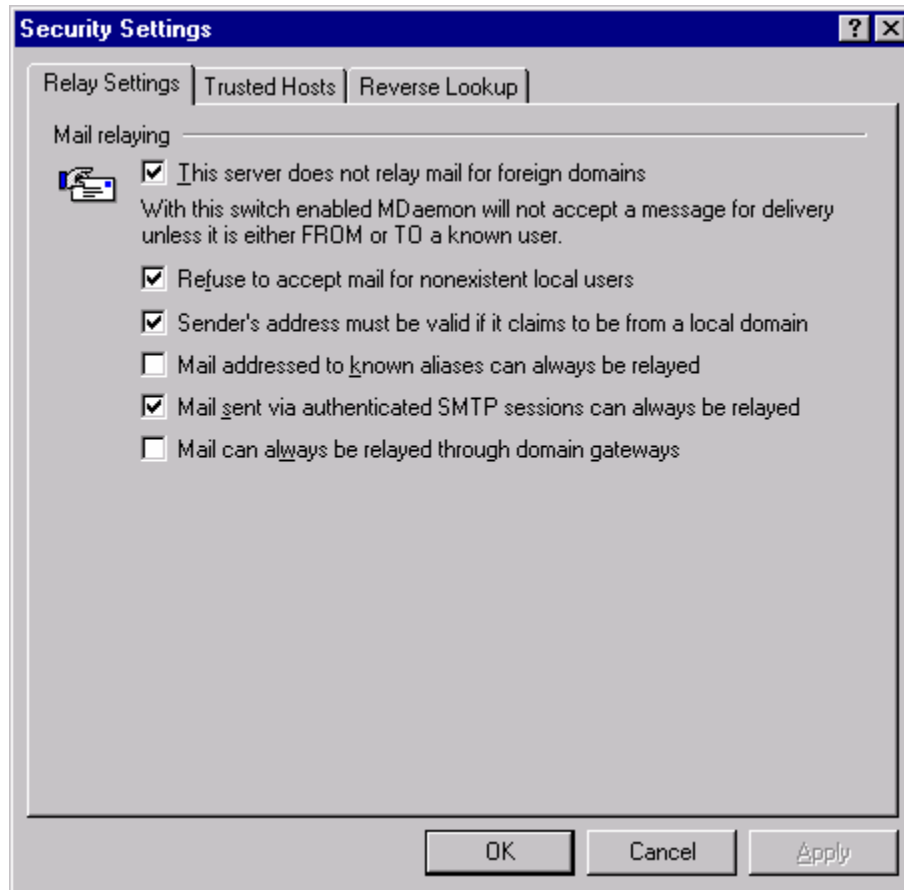 Security Settings
Relay Settings Trusted Hosts Reverse Lookup
Mail relaying
This server does not relay mail for foreign domains
With this switch enabled MDaemon will not accept a message for delivery
unless it is either FROM or TO a known user.
Refuse to accept mail for nonexistent local users
Sender's address must be valid if it claims to be from a local domain
Mail addressed to known aliases can always be relayed
Mail sent via authenticated SMTP sessions can always be relayed
Mail can always be relayed through domain gateways
OK Cancel Apply